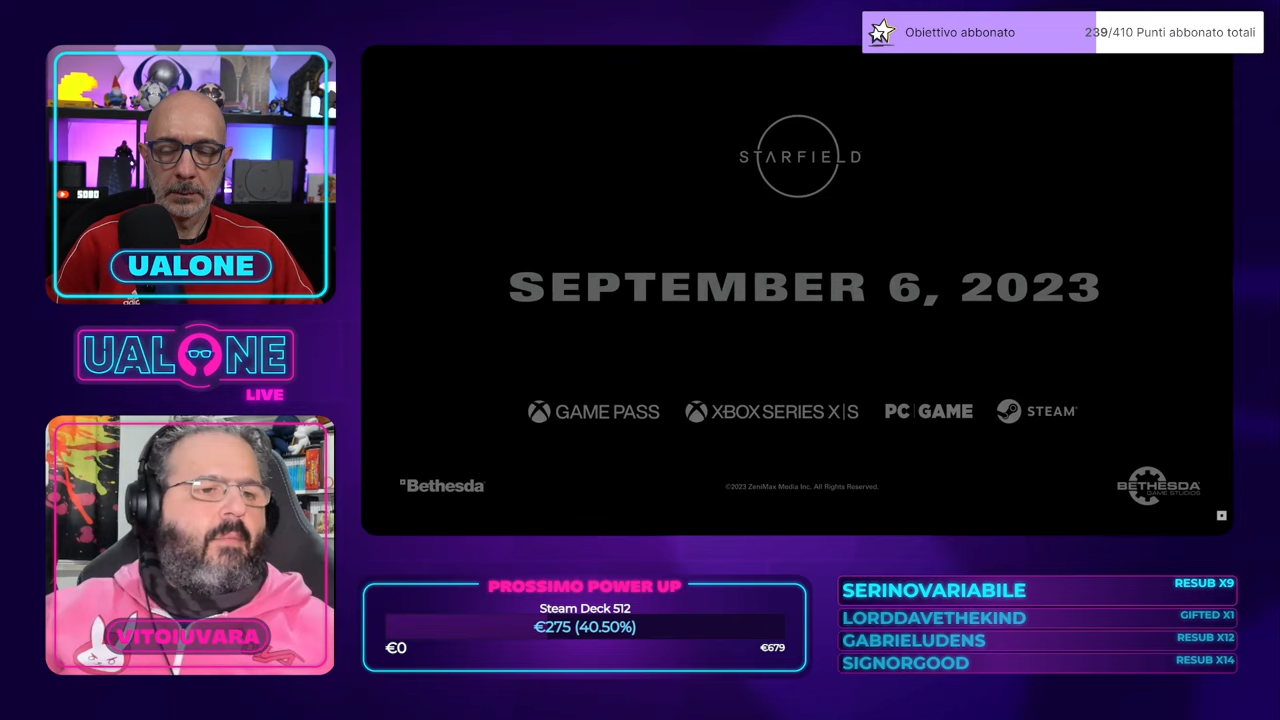 Obiettivo abbonato
239/410 Punti abbonato totali
SOBO
UALONE
UALONE
LIVE
VITOIUVARA
STARFIELD
SEPTEMBER 6, 2023
GAME PASS
XBOX SERIES X|S
PC GAME
STEAM
Bethesda
©2023 ZeniMax Media Inc. All Rights Reserved.
BETHESDA
GAME STUDIOS
PROSSIMO POWER UP
Steam Deck 512
€275 (40.50%)
€0
€679
SERINOVARIABILE
RESUB X9
LORDDAVETHEKIND
GIFTED X1
GABRIELUDENS
RESUB X12
SIGNORGOOD
RESUB X14